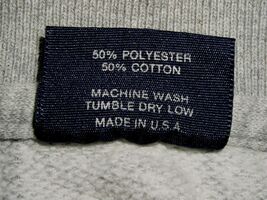 50% POLYESTER
50% COTTON
MACHINE WASH
TUMBLE DRY LOW
MADE IN U.S.A.